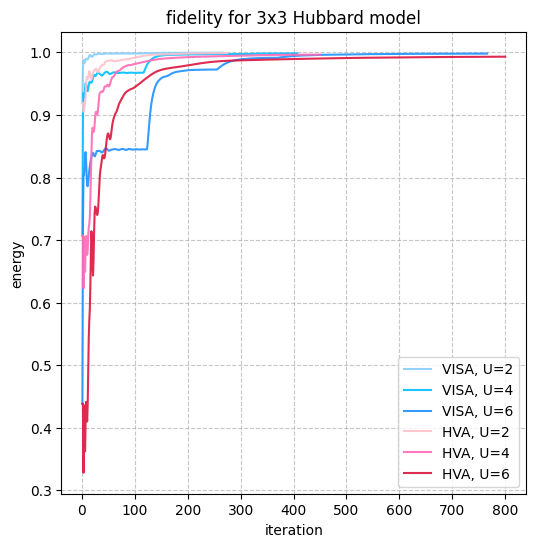 fidelity for 3x3 Hubbard model
energy
1.0
0.9
0.8
0.7
0.6
0.5
0.4
0.3
0 100 200 300 400 500 600 700 800
iteration
VISA, U=2
VISA, U=4
VISA, U=6
HVA, U=2
HVA, U=4
HVA, U=6